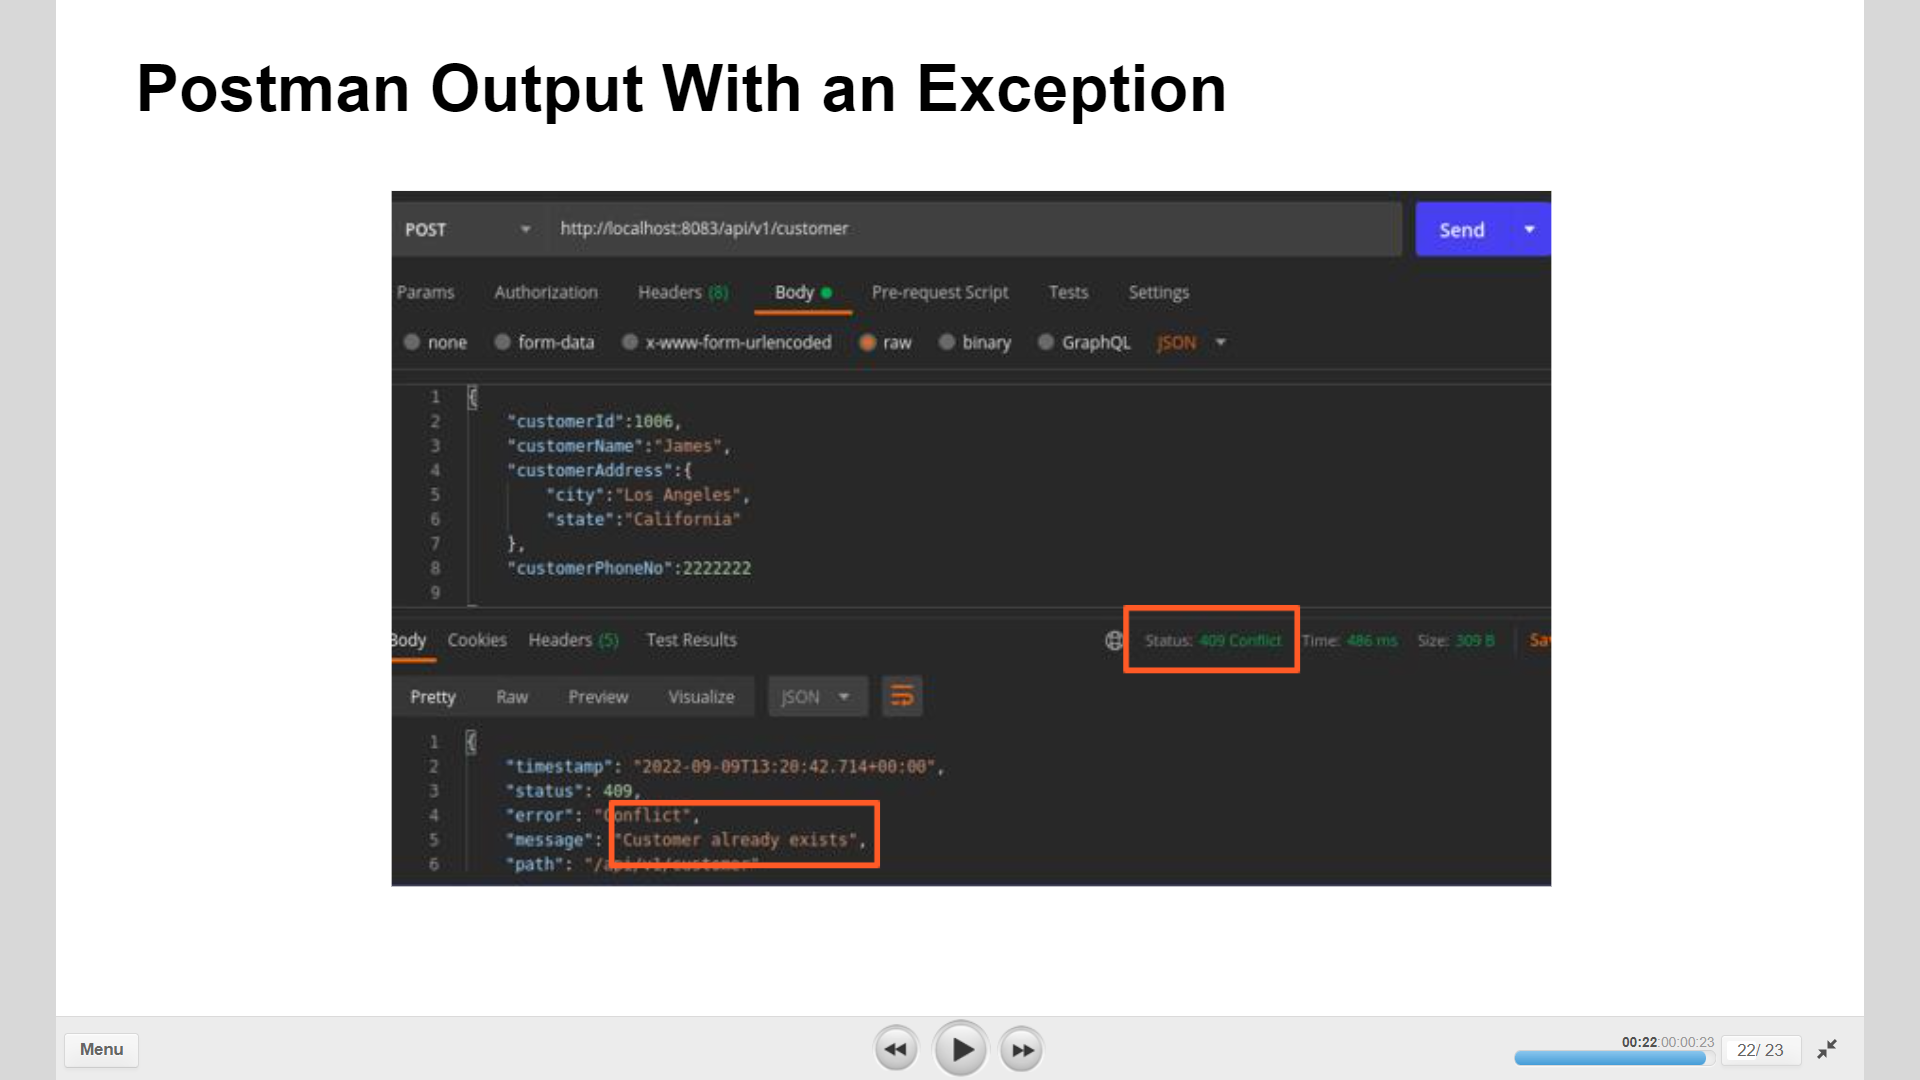 Postman Output With an Exception
POST http://localhost:8083/api/v1/customer Send
Params Authorization Headers (8) Body Pre-request Script Tests Settings
none form-data x-www-form-urlencoded raw binary GraphQL JSON
1 {
2 "customerId":1006,
3 "customerName":"James",
4 "customerAddress":{
5 "city":"Los Angeles",
6 "state":"California"
7 },
8 "customerPhoneNo":2222222
9
Body Cookies Headers (5) Test Results Status: 409 Conflict Time: 486 ms Size: 309 B Sav
Pretty Raw Preview Visualize JSON
1 {
2 "timestamp": "2022-09-09T13:20:42.714+00:00",
3 "status": 409,
4 "error": "Conflict",
5 "message": "Customer already exists",
6 "path": "/api/v1/customer"
Menu 00:22:00:00:23 22/ 23